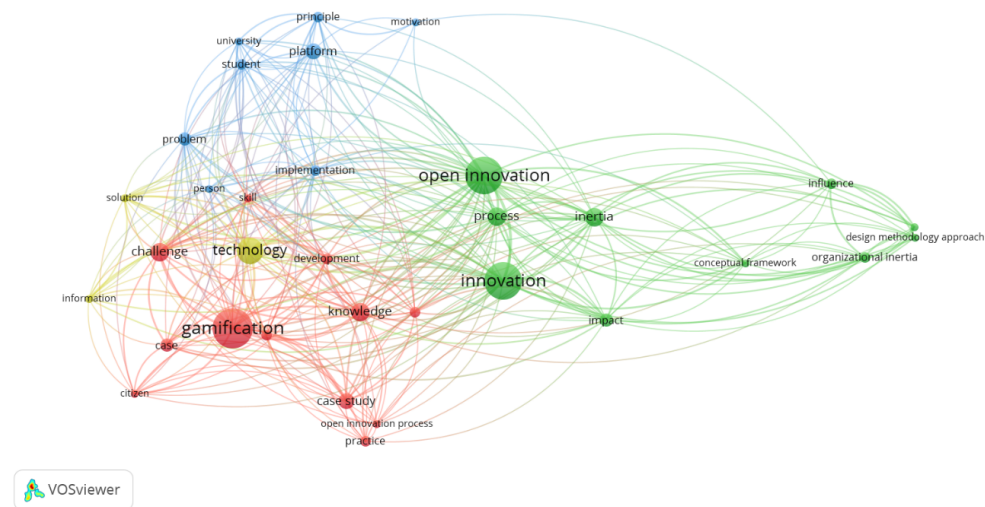 principle
motivation
university
platform
student
problem
implementation
open innovation
influence
person
solution
skill
process
inertia
design methodology approach
challenge
technology
development
conceptual framework
organizational inertia
innovation
information
knowledge
gamification
impact
case
citizen
case study
open innovation process
practice
VOSviewer